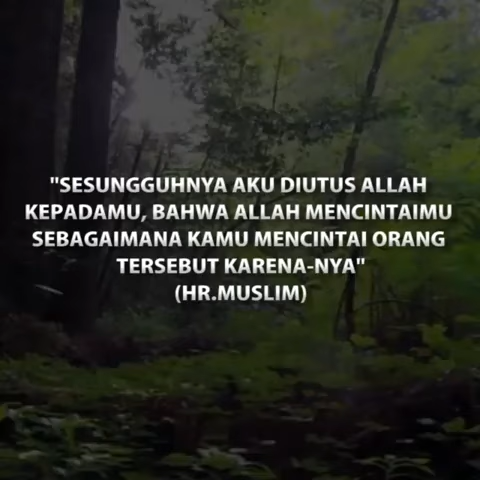 "SESUNGGUHNYA AKU DIUTUS ALLAH
KEPADAMU, BAHWA ALLAH MENCINTAIMU
SEBAGAIMANA KAMU MENCINTAI ORANG
TERSEBUT KARENA-NYA"
(HR.MUSLIM)